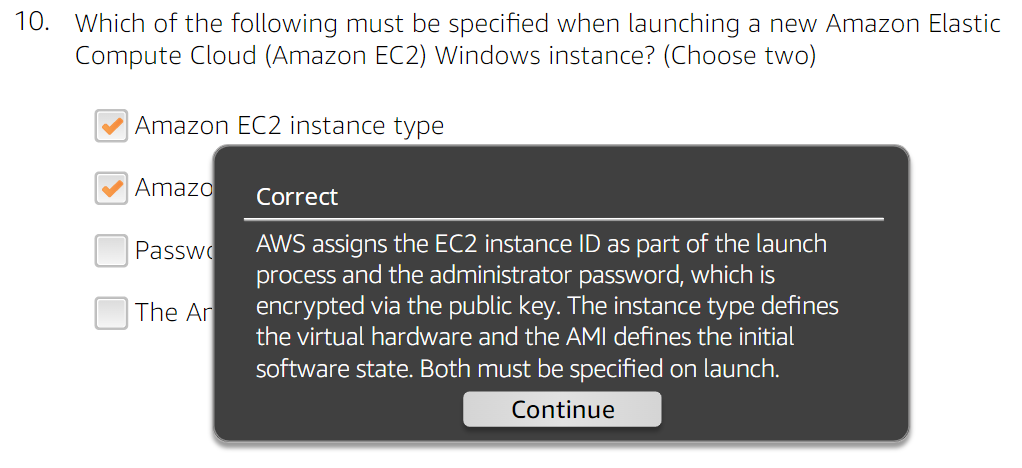 10. Which of the following must be specified when launching a new Amazon Elastic
Compute Cloud (Amazon EC2) Windows instance? (Choose two)
Amazon EC2 instance type
Correct
AWS assigns the EC2 instance ID as part of the launch
process and the administrator password, which is
encrypted via the public key. The instance type defines
the virtual hardware and the AMI defines the initial
software state. Both must be specified on launch.
Continue
The